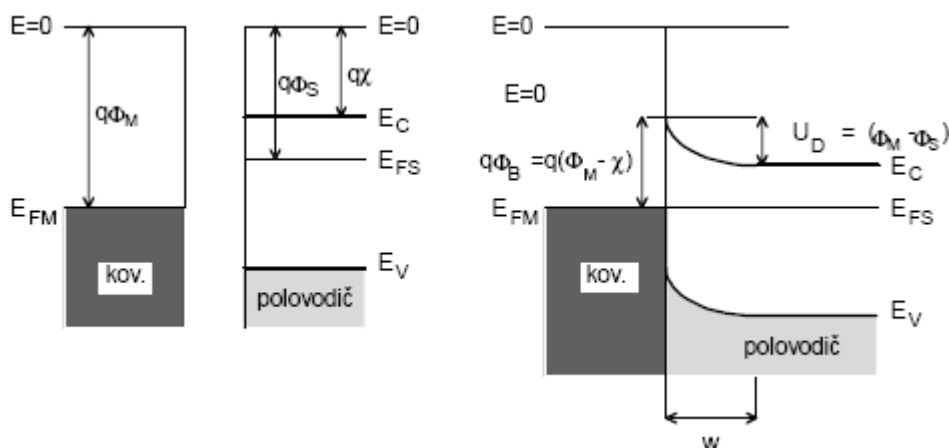 E=0
qΦM
EFM
kov.
E=0
qχ
qΦS
EC
EFS
EV
polovodič
E=0
E=0
qΦB =q(ΦM- χ)
UD = (ΦM-ΦS)
EC
EFM
EFS
kov.
EV
polovodič
w